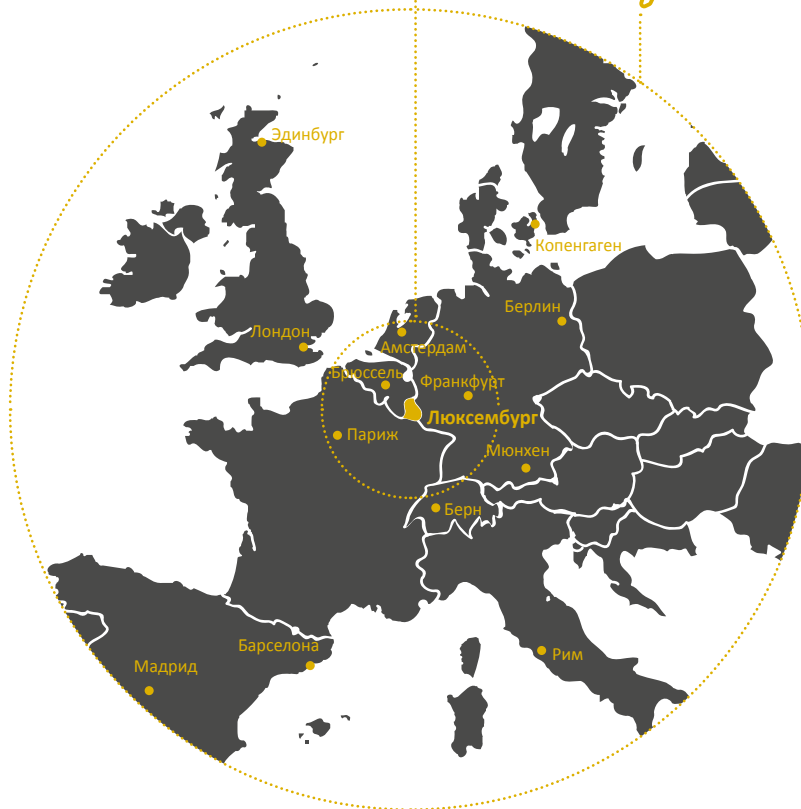 Эдинбург
Копенгаген
Берлин
Лондон
Амстердам
Брюссель
Франкфурт
Люксембург
Париж
Мюнхен
Берн
Барселона
Рим
Мадрид